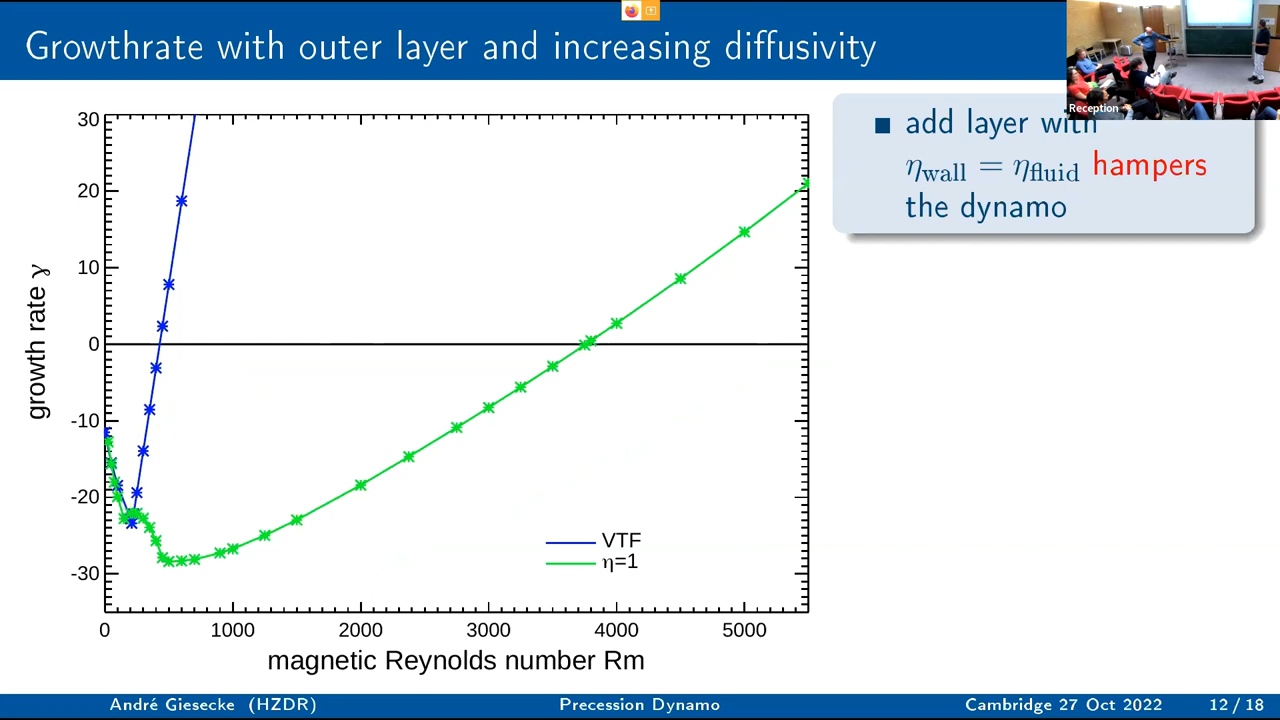 Growthrate with outer layer and increasing diffusivity
Reception
add layer with
ηwall = ηfluid hampers
the dynamo
30
20
10
0
-10
-20
-30
growth rate γ
VTF
η=1
0 1000 2000 3000 4000 5000
magnetic Reynolds number Rm
André Giesecke (HZDR) Precession Dynamo Cambridge 27 Oct 2022 12 / 18